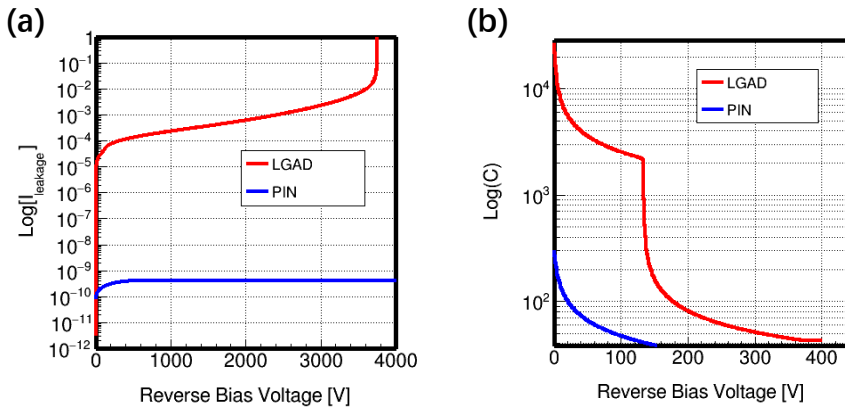 (a)
1
10⁻¹
10⁻²
10⁻³
10⁻⁴
10⁻⁵
10⁻⁶
10⁻⁷
10⁻⁸
10⁻⁹
10⁻¹⁰
10⁻¹¹
10⁻¹²
Log[I_leakage]
LGAD
PIN
0 1000 2000 3000 4000
Reverse Bias Voltage [V]
(b)
10⁴
10³
10²
Log(C)
LGAD
PIN
0 100 200 300 400
Reverse Bias Voltage [V]